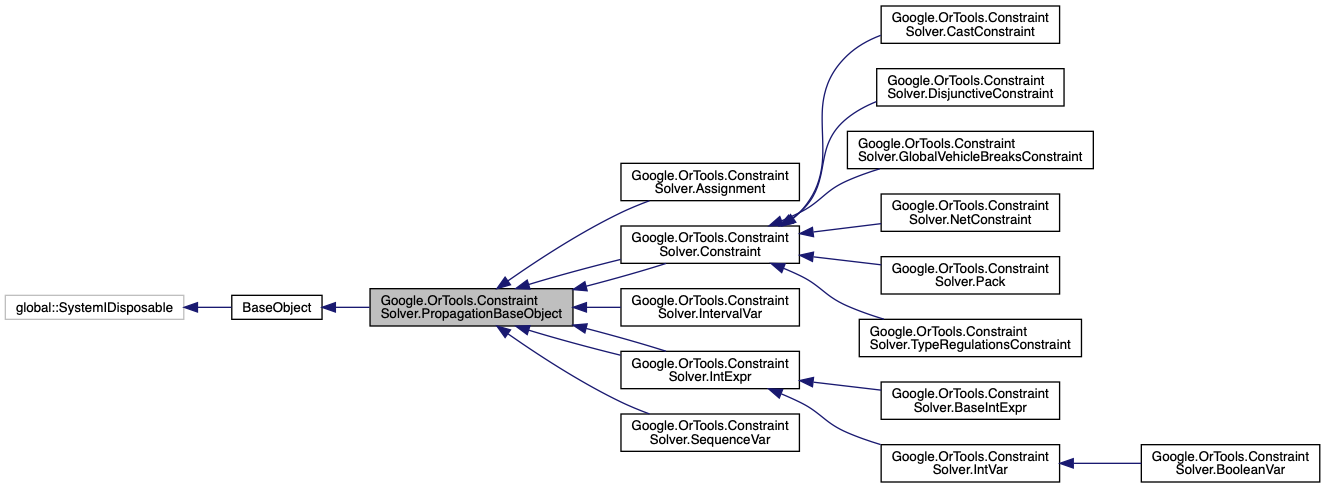 Google.OrTools.Constraint
Solver.CastConstraint
Google.OrTools.Constraint
Solver.DisjunctiveConstraint
Google.OrTools.Constraint
Solver.GlobalVehicleBreaksConstraint
Google.OrTools.Constraint
Solver.Assignment
Google.OrTools.Constraint
Solver.NetConstraint
Google.OrTools.Constraint
Solver.Constraint
Google.OrTools.Constraint
Solver.Pack
global::SystemIDisposable
BaseObject
Google.OrTools.Constraint
Solver.PropagationBaseObject
Google.OrTools.Constraint
Solver.IntervalVar
Google.OrTools.Constraint
Solver.TypeRegulationsConstraint
Google.OrTools.Constraint
Solver.IntExpr
Google.OrTools.Constraint
Solver.BaseIntExpr
Google.OrTools.Constraint
Solver.SequenceVar
Google.OrTools.Constraint
Solver.IntVar
Google.OrTools.Constraint
Solver.BooleanVar